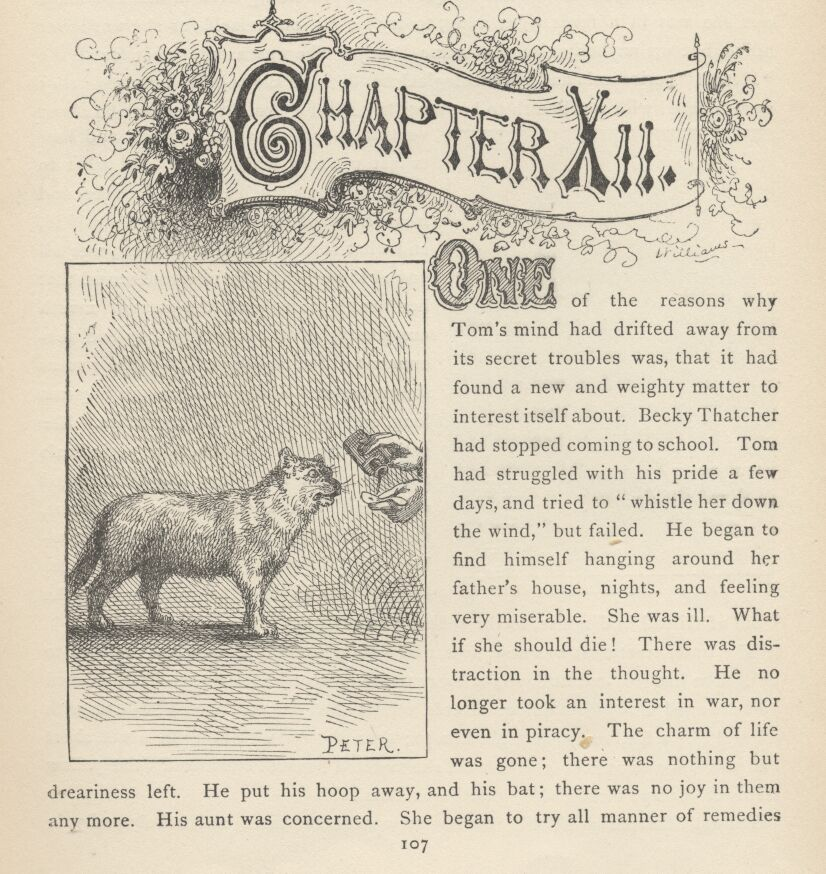 CHAPTER XII.
Williams
ONE of the reasons why
Tom's mind had drifted away from
its secret troubles was, that it had
found a new and weighty matter to
interest itself about. Becky Thatcher
had stopped coming to school. Tom
had struggled with his pride a few
days, and tried to "whistle her down
the wind," but failed. He began to
find himself hanging around her
father's house, nights, and feeling
very miserable. She was ill. What
if she should die! There was dis-
traction in the thought. He no
longer took an interest in war, nor
even in piracy. The charm of life
was gone; there was nothing but
PETER.
dreariness left. He put his hoop away, and his bat; there was no joy in them
any more. His aunt was concerned. She began to try all manner of remedies
107